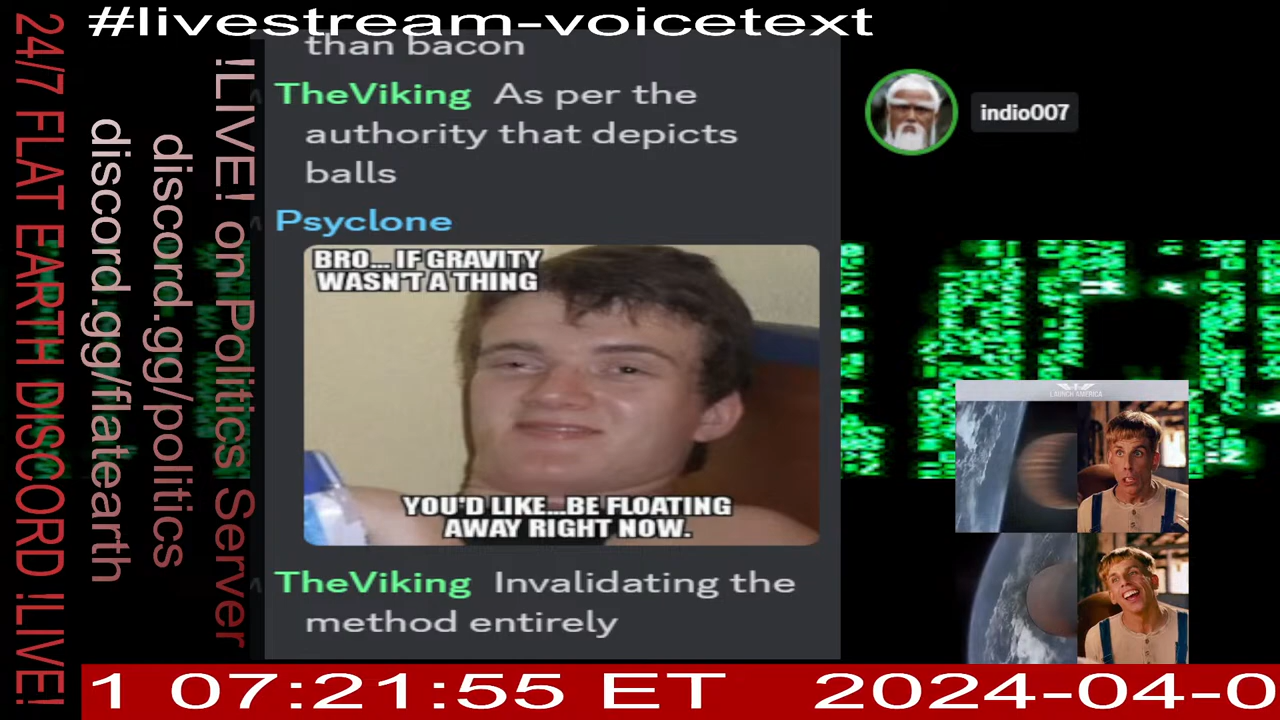 #livestream-voicetext
24/7 FLAT EARTH DISCORD !LIVE!
discord.gg/flatearth
discord.gg/politics
!LIVE! on Politics Server
than bacon
TheViking As per the
authority that depicts
balls
Psyclone
BRO... IF GRAVITY
WASN'T A THING
YOU'D LIKE...BE FLOATING
AWAY RIGHT NOW.
TheViking Invalidating the
method entirely
indio007
LAUNCH AMERICA
1 07:21:55 ET 2024-04-0